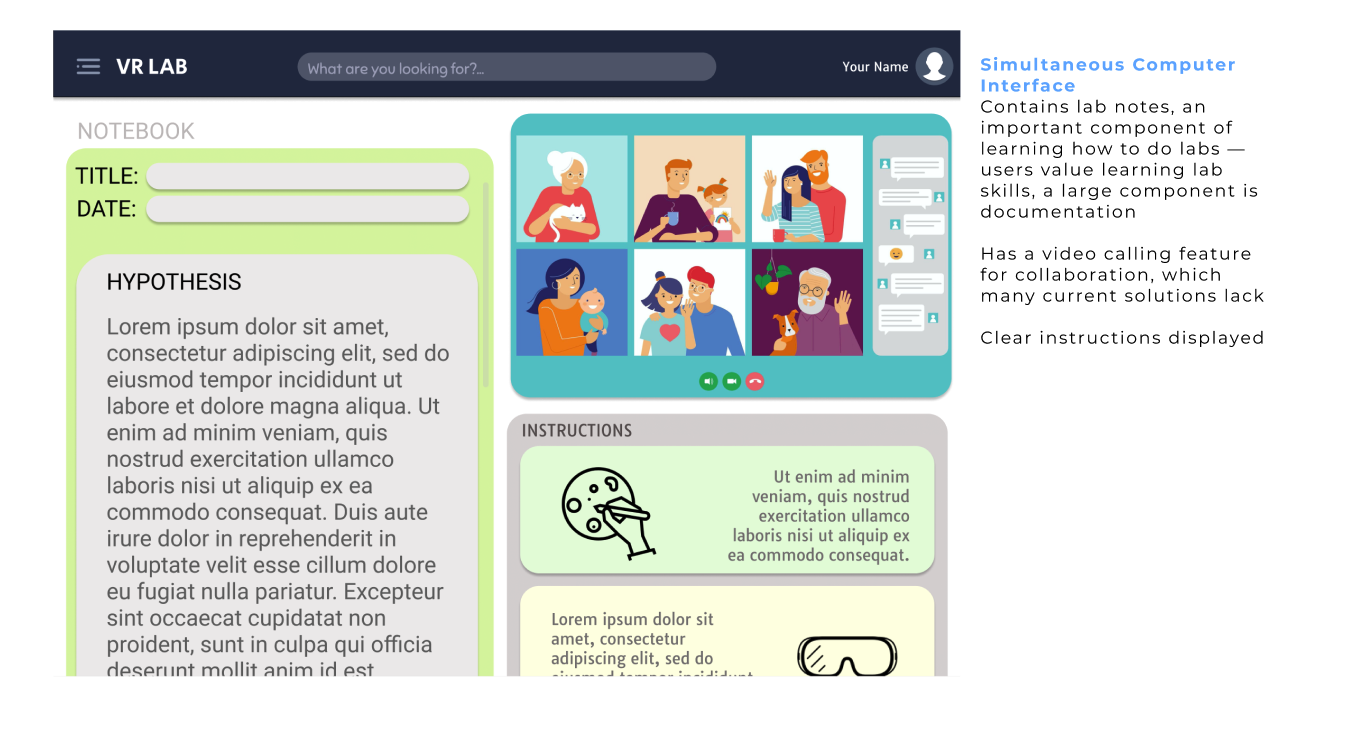 VR LAB
What are you looking for?...
Your Name
NOTEBOOK
TITLE:
DATE:
HYPOTHESIS
Lorem ipsum dolor sit amet,
consectetur adipiscing elit, sed do
eiusmod tempor incididunt ut
labore et dolore magna aliqua. Ut
enim ad minim veniam, quis
nostrud exercitation ullamco
laboris nisi ut aliquip ex ea
commodo consequat. Duis aute
irure dolor in reprehenderit in
voluptate velit esse cillum dolore
eu fugiat nulla pariatur. Excepteur
sint occaecat cupidatat non
proident, sunt in culpa qui officia
deserunt mollit anim id est
INSTRUCTIONS
Ut enim ad minim
veniam, quis nostrud
exercitation ullamco
laboris nisi ut aliquip ex
ea commodo consequat.
Lorem ipsum dolor sit
amet, consectetur
adipiscing elit, sed do
eiusmod tempor incididunt
Simultaneous Computer
Interface
Contains lab notes, an
important component of
learning how to do labs —
users value learning lab
skills, a large component is
documentation
Has a video calling feature
for collaboration, which
many current solutions lack
Clear instructions displayed